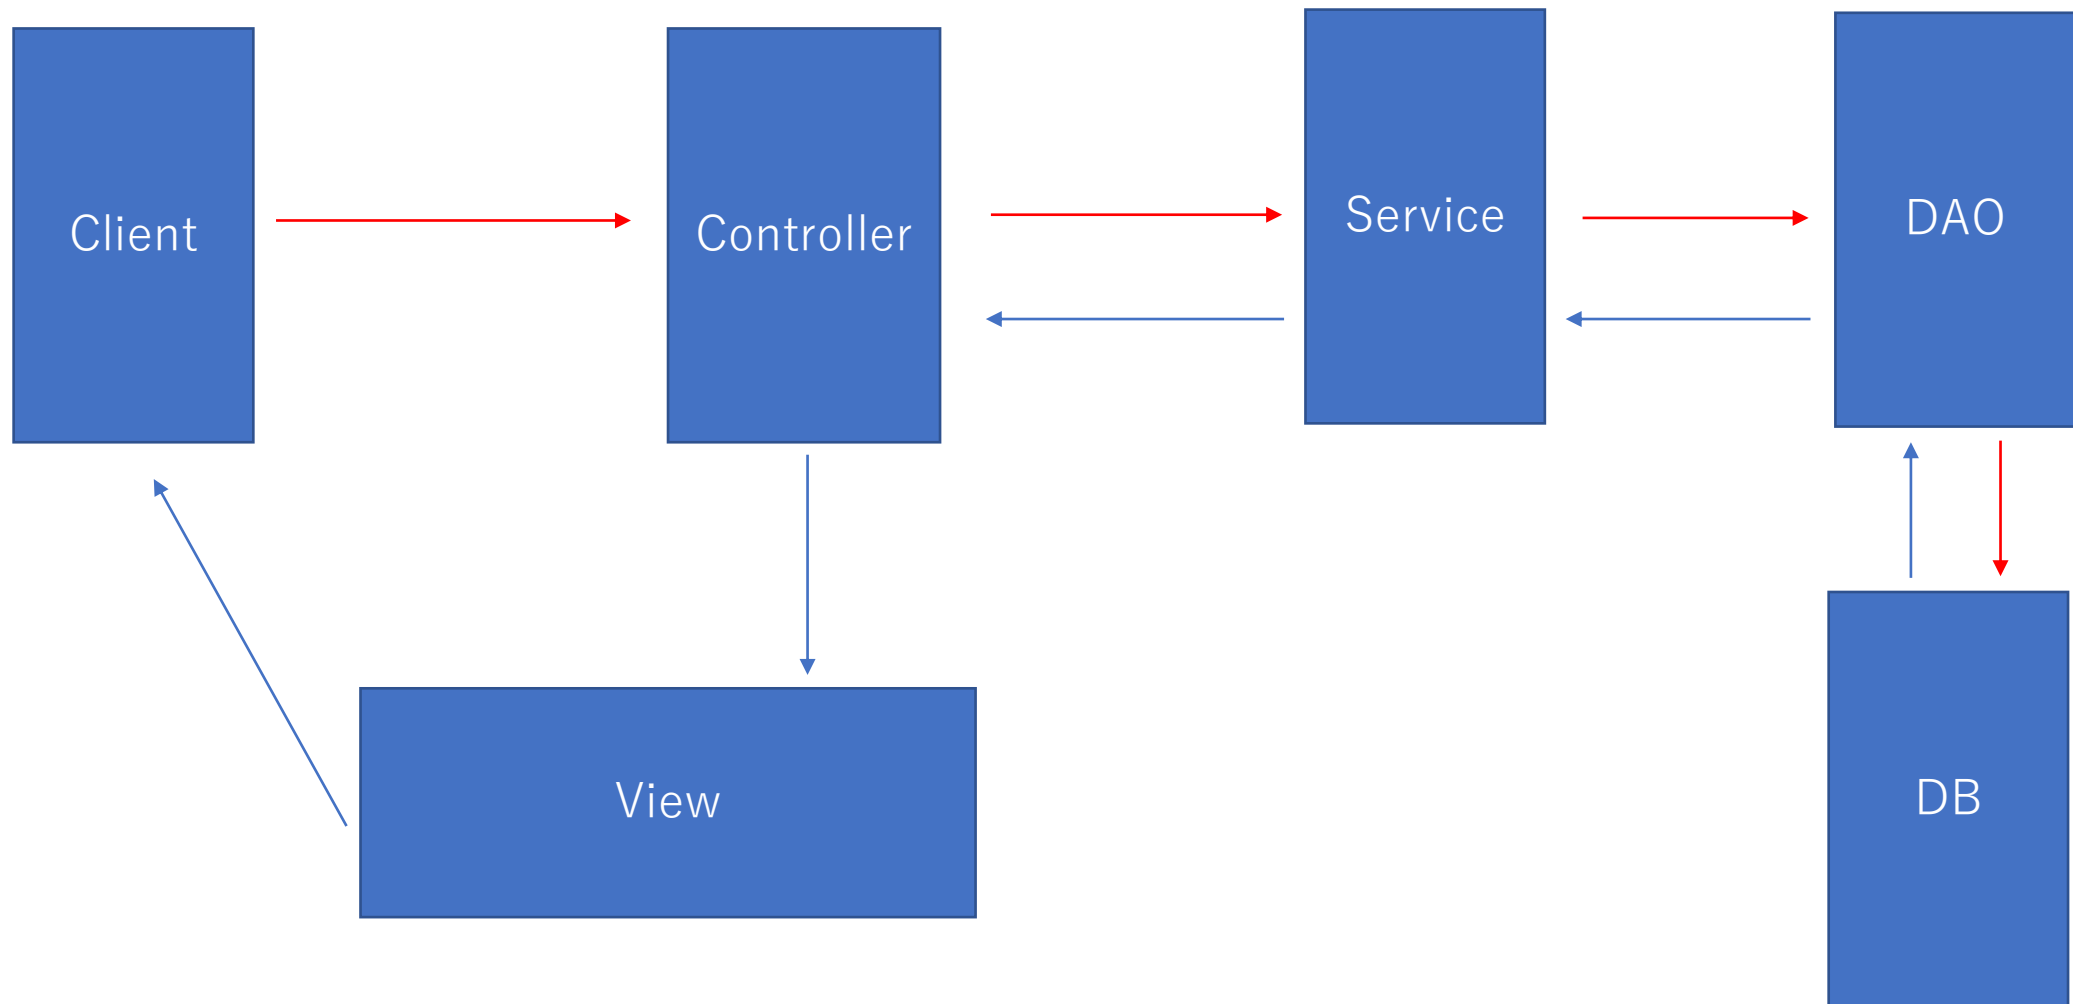 Client
Controller
Service
DAO
View
DB